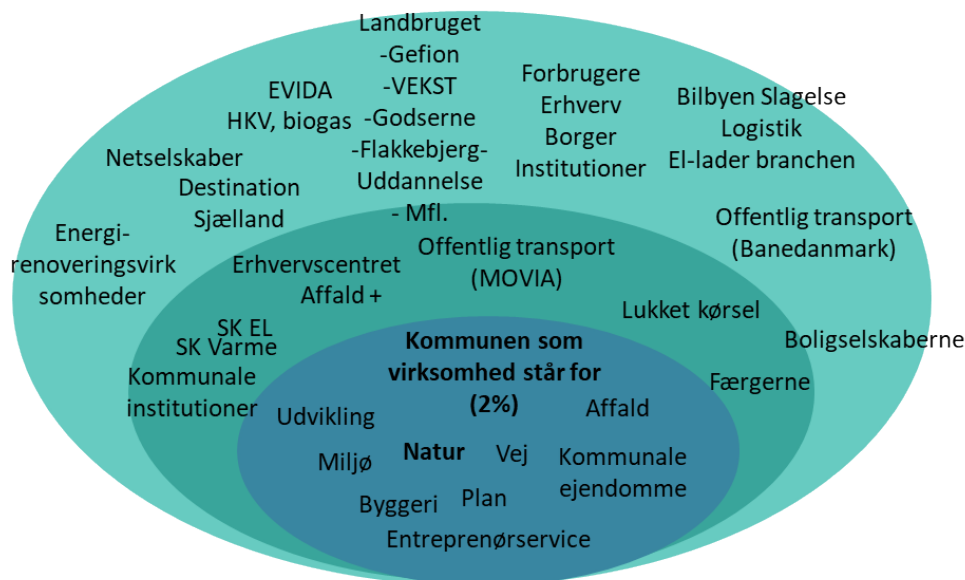 Landbruget
-Gefion
-VEKST
-Godserne
-Flakkebjerg-
Uddannelse
- Mfl.
EVIDA
HKV, biogas
Forbrugere
Erhverv
Borger
Institutioner
Bilbyen Slagelse
Logistik
El-lader branchen
Netselskaber
Destination
Sjælland
Energi-
renoveringsvirk
somheder
Offentlig transport
(Banedanmark)
Erhvervscentret
Affald +
Offentlig transport
(MOVIA)
Lukket kørsel
Boligselskaberne
SK EL
SK Varme
Kommunale
institutioner
Færgerne
Kommunen som
virksomhed står for
(2%)
Udvikling
Affald
Miljø
Natur
Vej
Kommunale
ejendomme
Byggeri
Plan
Entreprenørservice